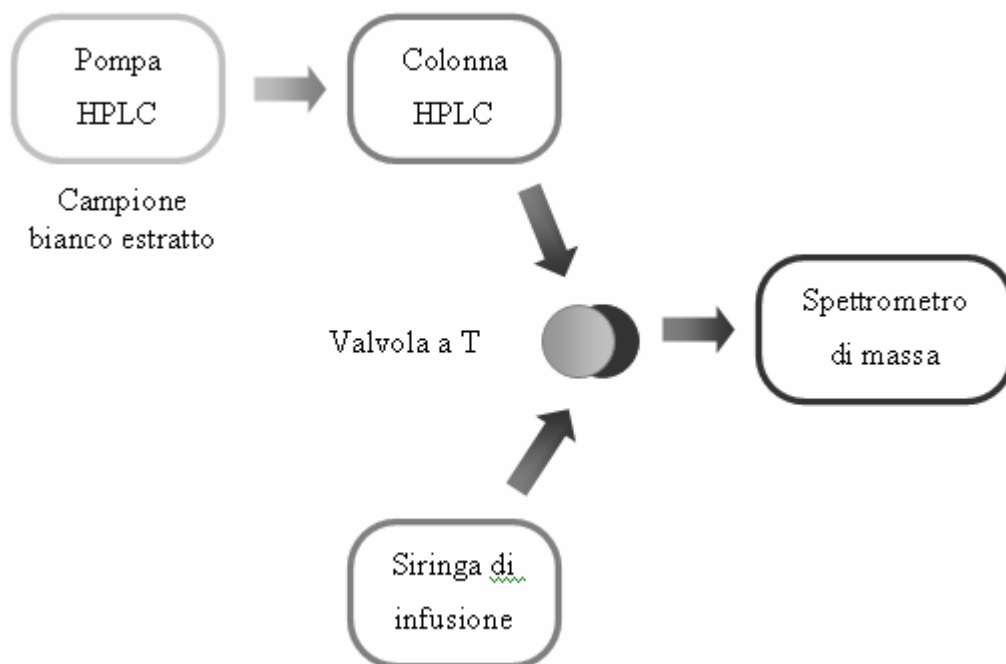 Pompa
HPLC
Colonna
HPLC
Campione
bianco estratto
Valvola a T
Spettrometro
di massa
Siringa di
infusione